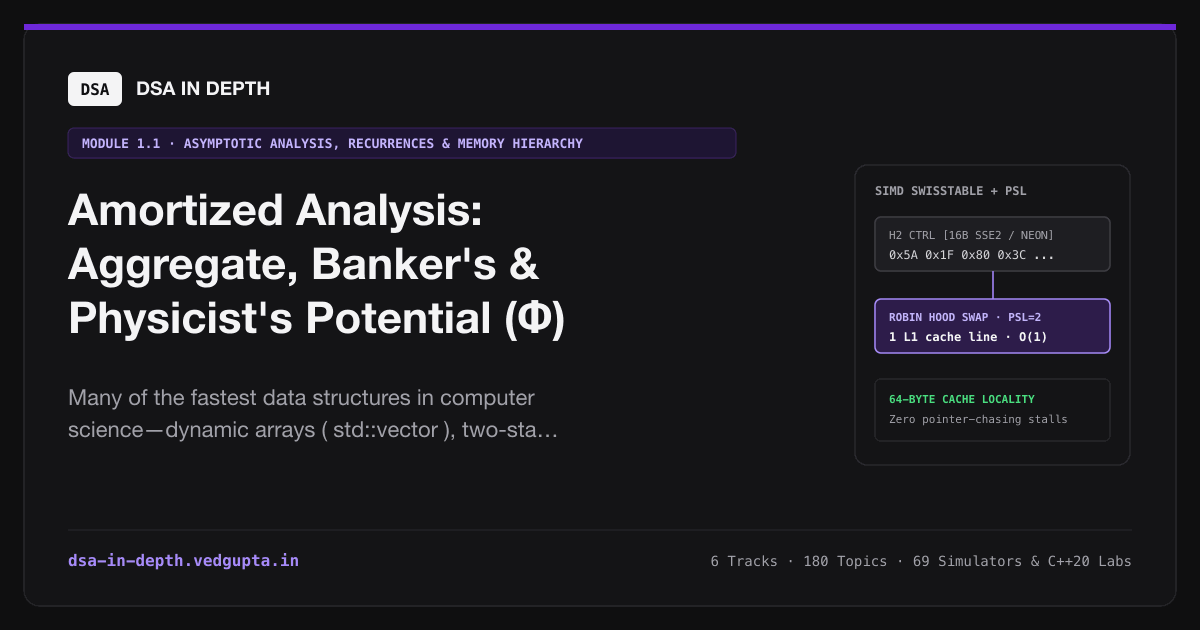 DSA
DSA IN DEPTH
MODULE 1.1 · ASYMPTOTIC ANALYSIS, RECURRENCES & MEMORY HIERARCHY
Amortized Analysis:
Aggregate, Banker's &
Physicist's Potential (Φ)
Many of the fastest data structures in computer
science—dynamic arrays ( std::vector ), two-sta...
SIMD SWISSTABLE + PSL
H2 CTRL [16B SSE2 / NEON]
0x5A 0x1F 0x80 0x3C ...
ROBIN HOOD SWAP · PSL=2
1 L1 cache line · O(1)
64-BYTE CACHE LOCALITY
Zero pointer-chasing stalls
dsa-in-depth.vedgupta.in
6 Tracks · 180 Topics · 69 Simulators & C++20 Labs